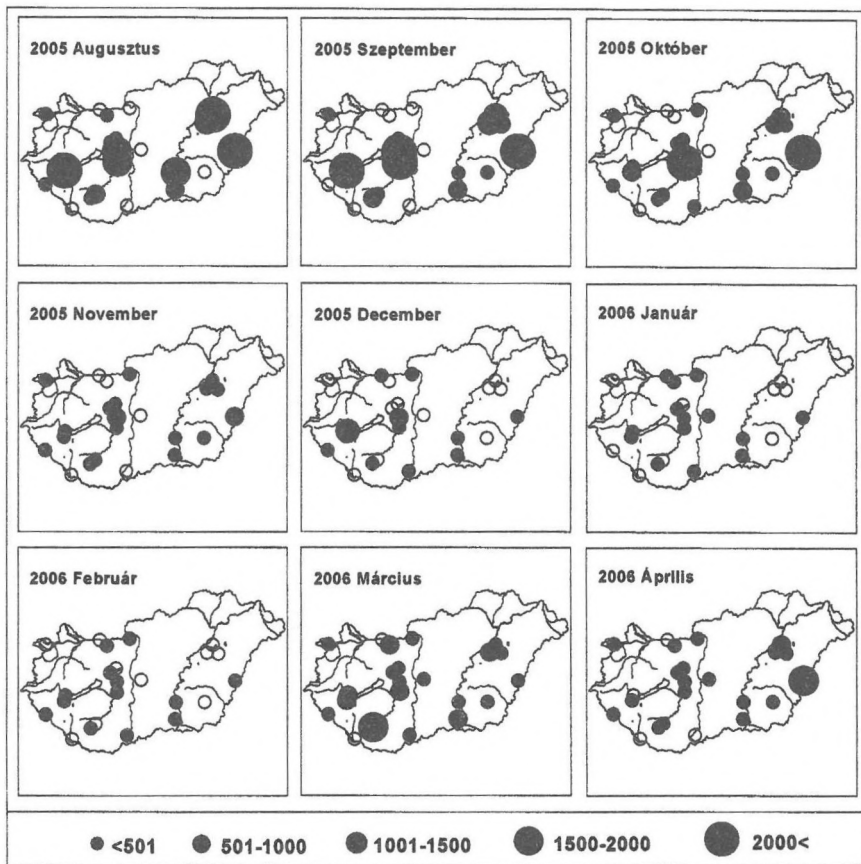 2005 Augusztus
2005 Szeptember
2005 Október
2005 November
2005 December
2006 Január
2006 Február
2006 Március
2006 Április
<501 501-1000 1001-1500 1500-2000 2000<